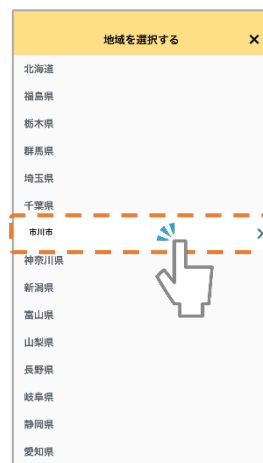 地域を選択する ×
北海道
福島県
栃木県
群馬県
埼玉県
千葉県
市川市
神奈川県
新潟県
富山県
山梨県
長野県
岐阜県
静岡県
愛知県